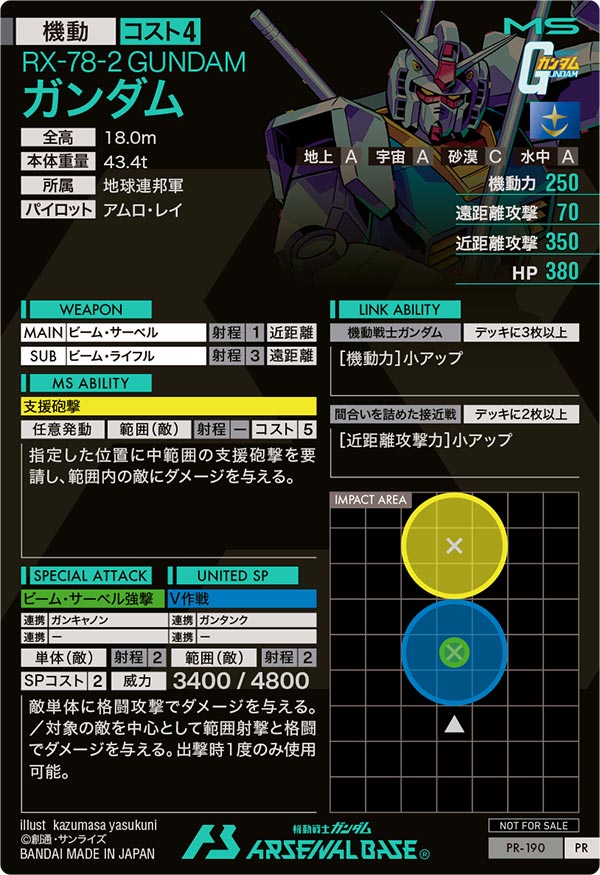 機動 コスト4
MS
RX-78-2 GUNDAM
ガンダム
ガンダム
GUNDAM
全高 18.0m
本体重量 43.4t
所属 地球連邦軍
パイロット アムロ・レイ
地上 A 宇宙 A 砂漠 C 水中 A
機動力 250
遠距離攻撃 70
近距離攻撃 350
HP 380
WEAPON
MAIN ビーム・サーベル 射程 1 近距離
SUB ビーム・ライフル 射程 3 遠距離
MS ABILITY
支援砲撃
任意発動 範囲（敵） 射程 － コスト 5
指定した位置に中範囲の支援砲撃を要
請し、範囲内の敵にダメージを与える。
LINK ABILITY
機動戦士ガンダム デッキに3枚以上
［機動力］小アップ
間合いを詰めた接近戦 デッキに2枚以上
［近距離攻撃力］小アップ
SPECIAL ATTACK UNITED SP
ビーム・サーベル強撃 V作戦
連携 ガンキャノン 連携 ガンタンク
連携 － 連携 －
単体（敵） 射程 2 範囲（敵） 射程 2
SPコスト 2 威力 3400 / 4800
敵単体に格闘攻撃でダメージを与える。
／対象の敵を中心として範囲射撃と格闘
でダメージを与える。出撃時1度のみ使用
可能。
IMPACT AREA
illust kazumasa yasukuni
©創通・サンライズ
BANDAI MADE IN JAPAN
機動戦士ガンダム
ARSENAL BASE®
NOT FOR SALE
PR-190 PR